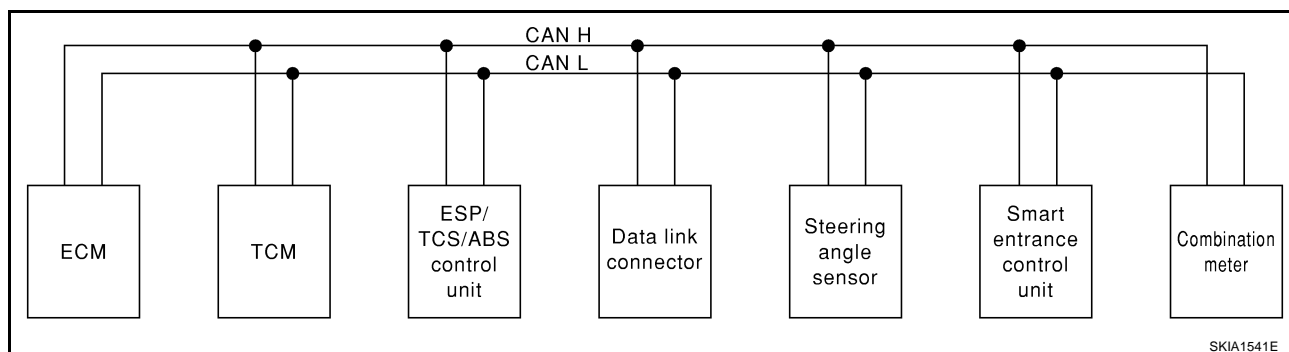 CAN H
CAN L
ECM
TCM
ESP/
TCS/ABS
control
unit
Data link
connector
Steering
angle
sensor
Smart
entrance
control
unit
Combination
meter
SKIA1541E